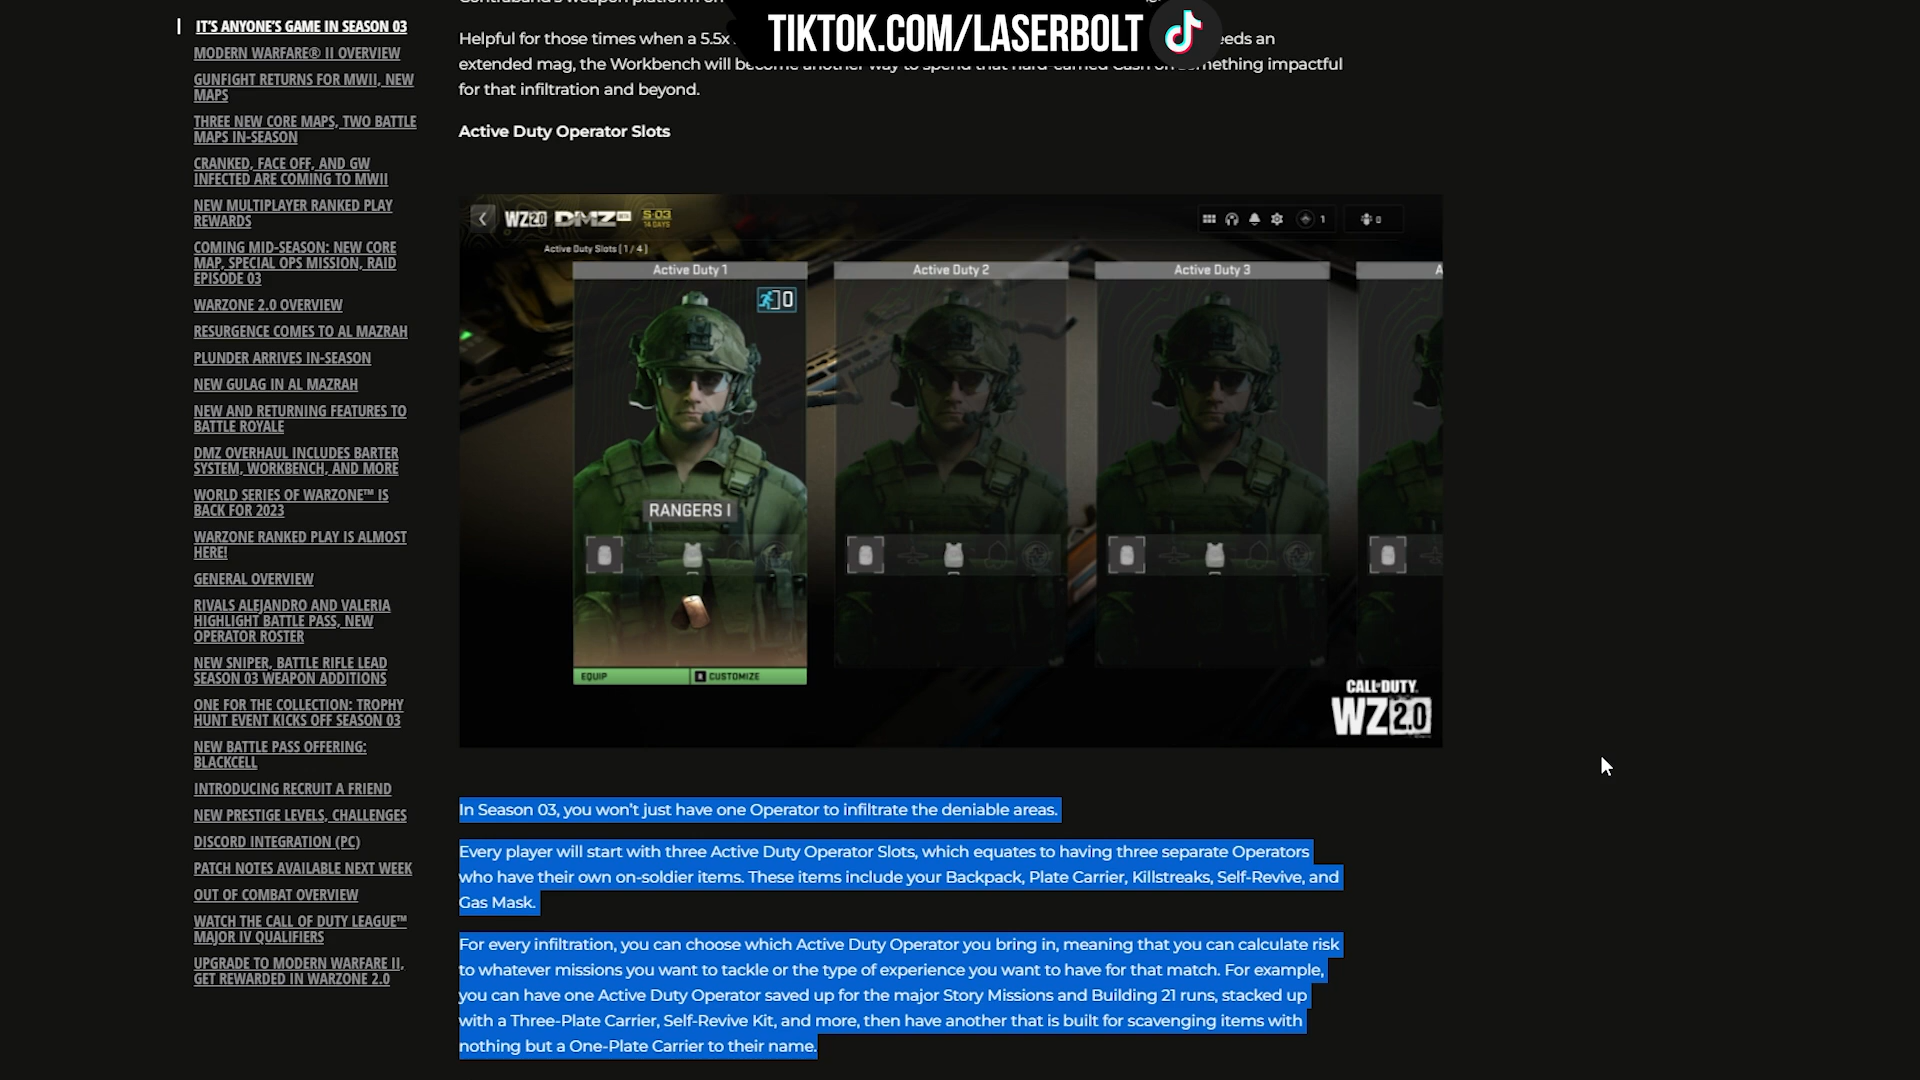 IT'S ANYONE'S GAME IN SEASON 03
MODERN WARFARE® II OVERVIEW
GUNFIGHT RETURNS FOR MWII, NEW
MAPS
THREE NEW CORE MAPS, TWO BATTLE
MAPS IN-SEASON
CRANKED, FACE OFF, AND GW
INFECTED ARE COMING TO MWII
NEW MULTIPLAYER RANKED PLAY
REWARDS
COMING MID-SEASON: NEW CORE
MAP, SPECIAL OPS MISSION, RAID
EPISODE 03
WARZONE 2.0 OVERVIEW
RESURGENCE COMES TO AL MAZRAH
PLUNDER ARRIVES IN-SEASON
NEW GULAG IN AL MAZRAH
NEW AND RETURNING FEATURES TO
BATTLE ROYALE
DMZ OVERHAUL INCLUDES BARTER
SYSTEM, WORKBENCH, AND MORE
WORLD SERIES OF WARZONE™ IS
BACK FOR 2023
WARZONE RANKED PLAY IS ALMOST
HERE!
GENERAL OVERVIEW
RIVALS ALEJANDRO AND VALERIA
HIGHLIGHT BATTLE PASS, NEW
OPERATOR ROSTER
NEW SNIPER, BATTLE RIFLE LEAD
SEASON 03 WEAPON ADDITIONS
ONE FOR THE COLLECTION: TROPHY
HUNT EVENT KICKS OFF SEASON 03
NEW BATTLE PASS OFFERING:
BLACKCELL
INTRODUCING RECRUIT A FRIEND
NEW PRESTIGE LEVELS, CHALLENGES
DISCORD INTEGRATION (PC)
PATCH NOTES AVAILABLE NEXT WEEK
OUT OF COMBAT OVERVIEW
WATCH THE CALL OF DUTY LEAGUE™
MAJOR IV QUALIFIERS
UPGRADE TO MODERN WARFARE II,
GET REWARDED IN WARZONE 2.0
TIKTOK.COM/LASERBOLT
Helpful for those times when a 5.5x eeds an
extended mag, the Workbench will become another way to spend that hard-earned Cash on something impactful
for that infiltration and beyond.
Active Duty Operator Slots
WZ2.0 DMZ S:03
14 DAYS
1
0
Active Duty Slots [ 1 / 4 ]
Active Duty 1
Active Duty 2
Active Duty 3
A
0
RANGERS I
EQUIP
CUSTOMIZE
CALL OF DUTY
WZ 2.0
In Season 03, you won't just have one Operator to infiltrate the deniable areas.
Every player will start with three Active Duty Operator Slots, which equates to having three separate Operators
who have their own on-soldier items. These items include your Backpack, Plate Carrier, Killstreaks, Self-Revive, and
Gas Mask.
For every infiltration, you can choose which Active Duty Operator you bring in, meaning that you can calculate risk
to whatever missions you want to tackle or the type of experience you want to have for that match. For example,
you can have one Active Duty Operator saved up for the major Story Missions and Building 21 runs, stacked up
with a Three-Plate Carrier, Self-Revive Kit, and more, then have another that is built for scavenging items with
nothing but a One-Plate Carrier to their name.